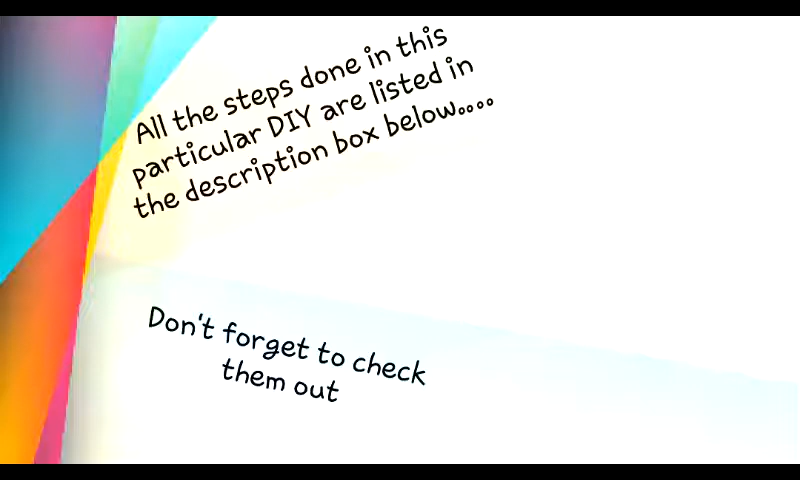 All the steps done in this
particular DIY are listed in
the description box below....
Don't forget to check
them out